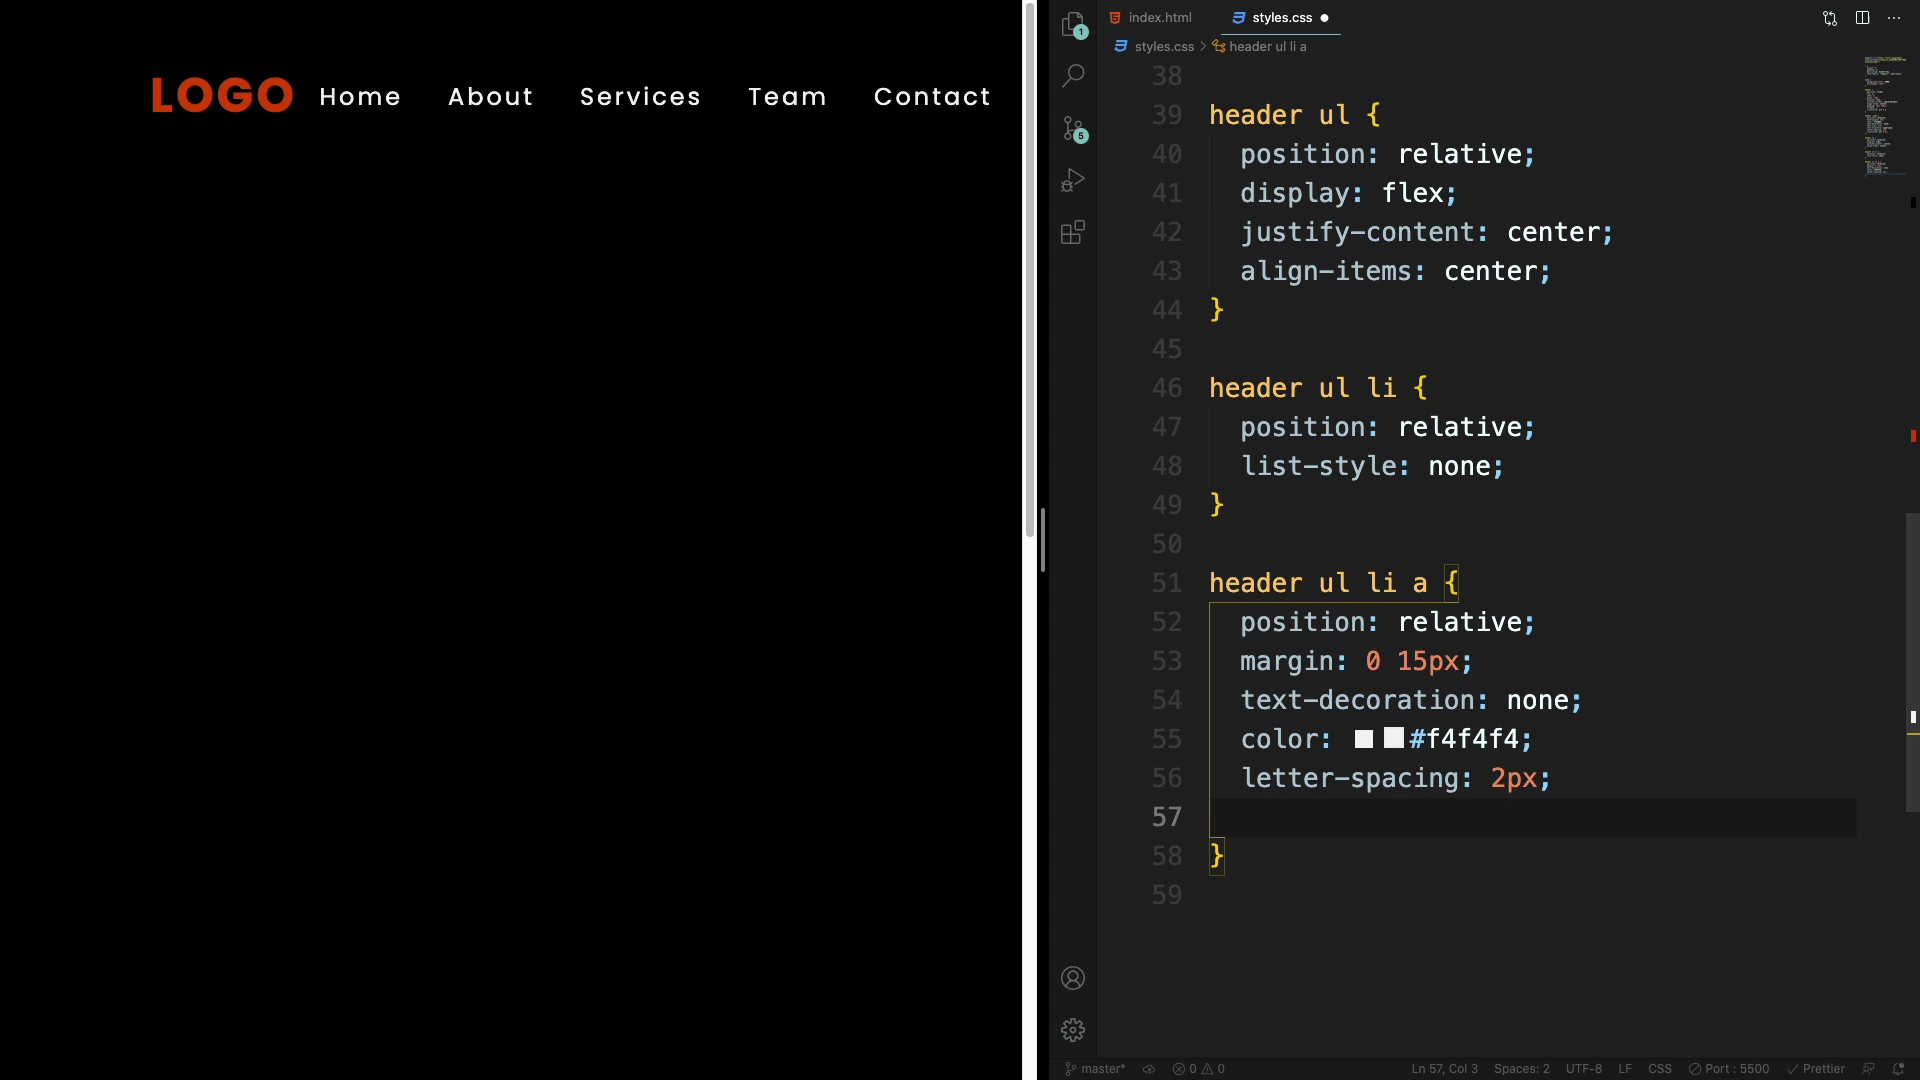 LOGO Home About Services Team Contact
1
5
index.html styles.css
styles.css header ul li a
38
39 header ul {
40 position: relative;
41 display: flex;
42 justify-content: center;
43 align-items: center;
44 }
45
46 header ul li {
47 position: relative;
48 list-style: none;
49 }
50
51 header ul li a {
52 position: relative;
53 margin: 0 15px;
54 text-decoration: none;
55 color: #f4f4f4;
56 letter-spacing: 2px;
57
58 }
59
master* 0 0 Ln 57, Col 3 Spaces: 2 UTF-8 LF CSS Port : 5500 Prettier